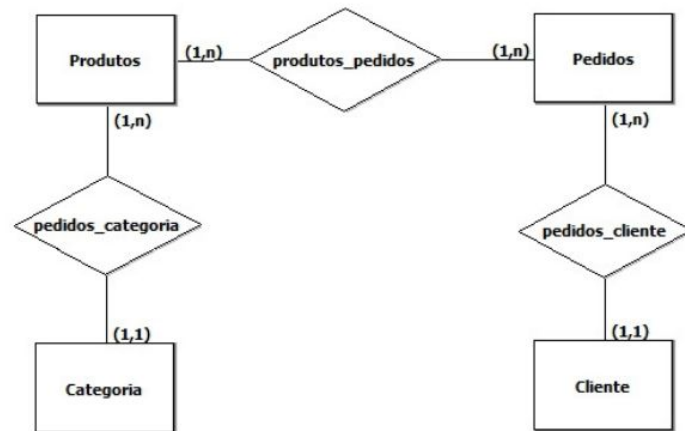 Produtos
(1,n)
produtos_pedidos
(1,n)
Pedidos
(1,n)
(1,n)
pedidos_categoria
pedidos_cliente
(1,1)
(1,1)
Categoria
Cliente